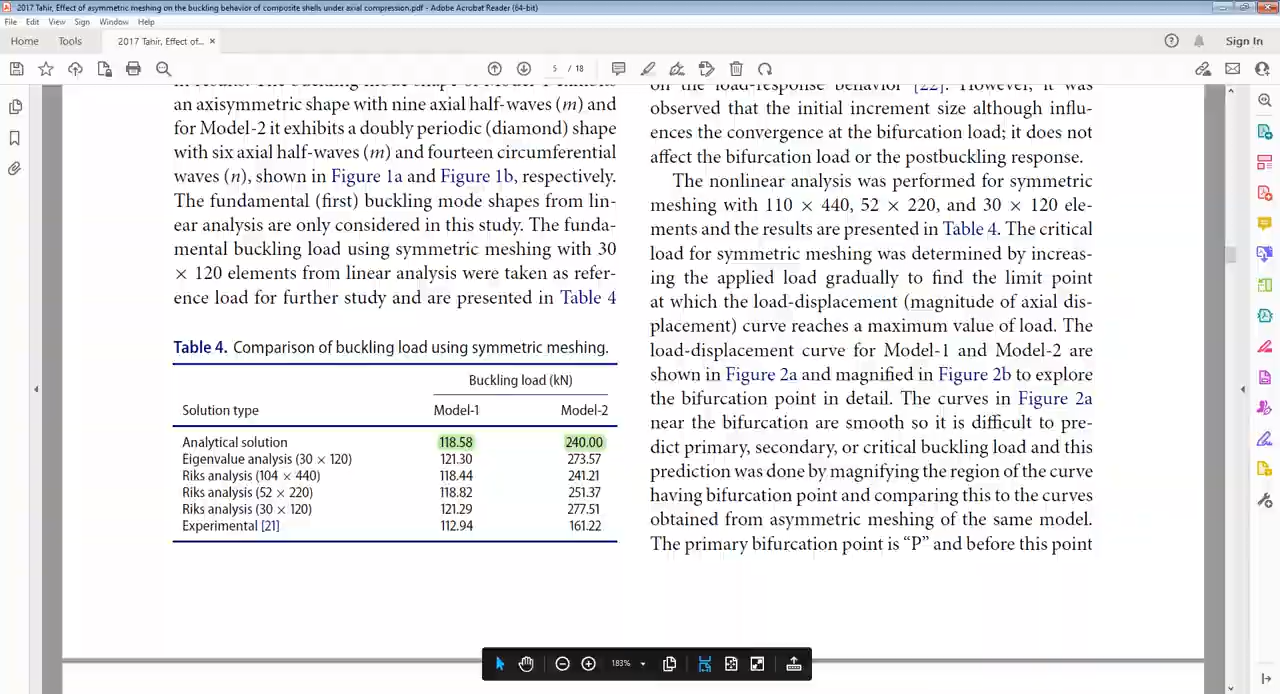 2017 Tahir, Effect of asymmetric meshing on the buckling behavior of composite shells under axial compression.pdf - Adobe Acrobat Reader (64-bit)
File Edit View Sign Window Help
Home Tools 2017 Tahir, Effect of... × Sign In
5 / 18
an axisymmetric shape with nine axial half-waves (m) and
for Model-2 it exhibits a doubly periodic (diamond) shape
with six axial half-waves (m) and fourteen circumferential
waves (n), shown in Figure 1a and Figure 1b, respectively.
The fundamental (first) buckling mode shapes from lin-
ear analysis are only considered in this study. The funda-
mental buckling load using symmetric meshing with 30
× 120 elements from linear analysis were taken as refer-
ence load for further study and are presented in Table 4
Table 4. Comparison of buckling load using symmetric meshing.
Buckling load (kN)
Solution type Model-1 Model-2
Analytical solution 118.58 240.00
Eigenvalue analysis (30 × 120) 121.30 273.57
Riks analysis (104 × 440) 118.44 241.21
Riks analysis (52 × 220) 118.82 251.37
Riks analysis (30 × 120) 121.29 277.51
Experimental [21] 112.94 161.22
on the load-response behavior [22]. However, it was
observed that the initial increment size although influ-
ences the convergence at the bifurcation load; it does not
affect the bifurcation load or the postbuckling response.
The nonlinear analysis was performed for symmetric
meshing with 110 × 440, 52 × 220, and 30 × 120 ele-
ments and the results are presented in Table 4. The critical
load for symmetric meshing was determined by increas-
ing the applied load gradually to find the limit point
at which the load-displacement (magnitude of axial dis-
placement) curve reaches a maximum value of load. The
load-displacement curve for Model-1 and Model-2 are
shown in Figure 2a and magnified in Figure 2b to explore
the bifurcation point in detail. The curves in Figure 2a
near the bifurcation are smooth so it is difficult to pre-
dict primary, secondary, or critical buckling load and this
prediction was done by magnifying the region of the curve
having bifurcation point and comparing this to the curves
obtained from asymmetric meshing of the same model.
The primary bifurcation point is “P” and before this point
183%